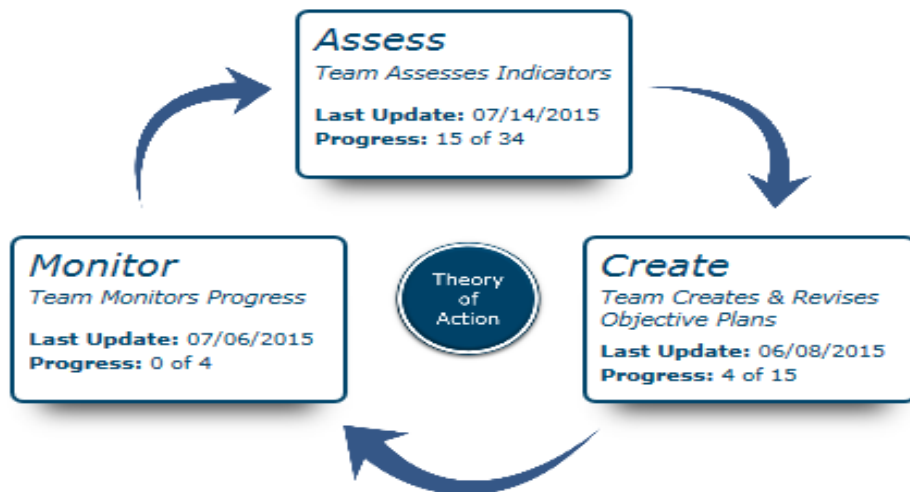 Assess
Team Assesses Indicators
Last Update: 07/14/2015
Progress: 15 of 34
Monitor
Team Monitors Progress
Last Update: 07/06/2015
Progress: 0 of 4
Theory
of
Action
Create
Team Creates & Revises
Objective Plans
Last Update: 06/08/2015
Progress: 4 of 15